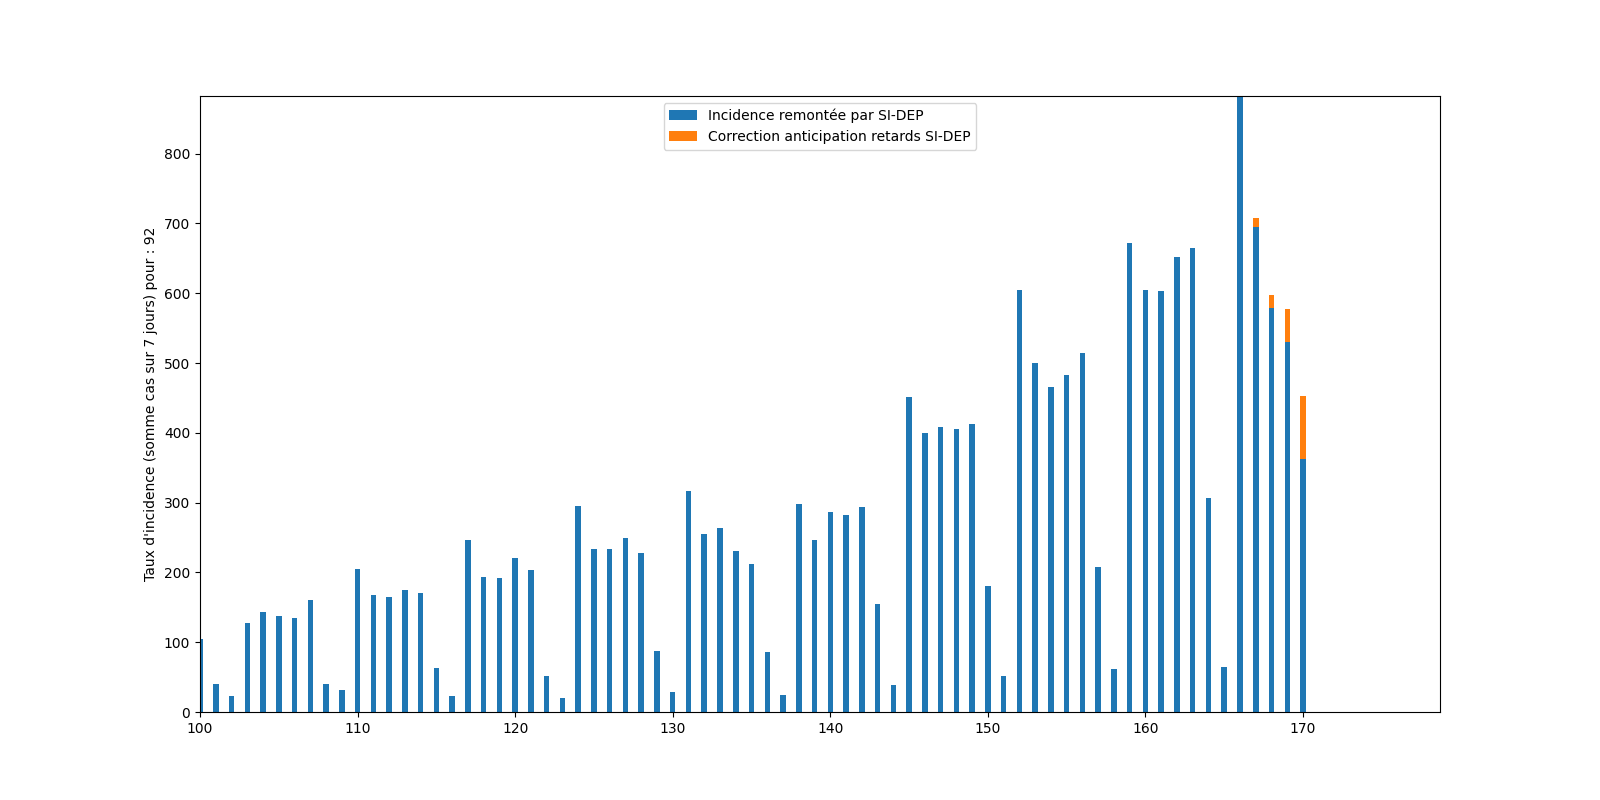 Incidence remontée par SI-DEP
Correction anticipation retards SI-DEP
Taux d'incidence (somme cas sur 7 jours) pour : 92
800
700
600
500
400
300
200
100
0
100 110 120 130 140 150 160 170